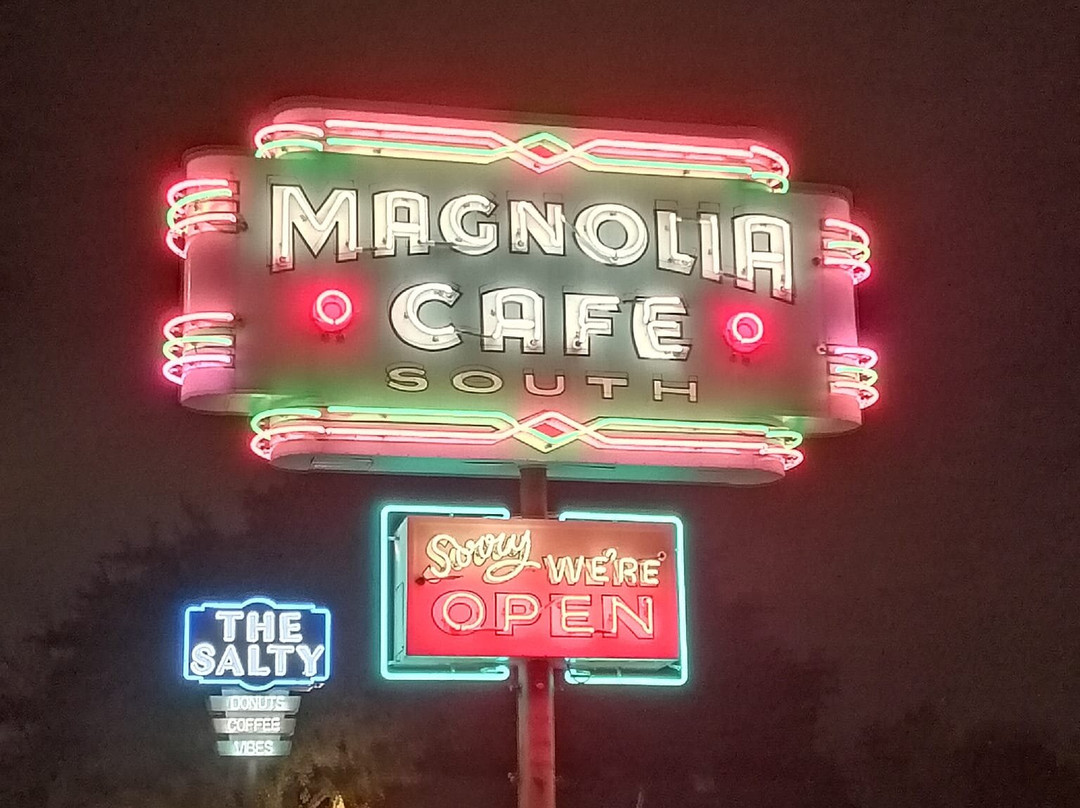 MAGNOLIA
CAFE
SOUTH
Sorry WE'RE
OPEN
THE
SALTY
DONUTS
COFFEE
VIBES